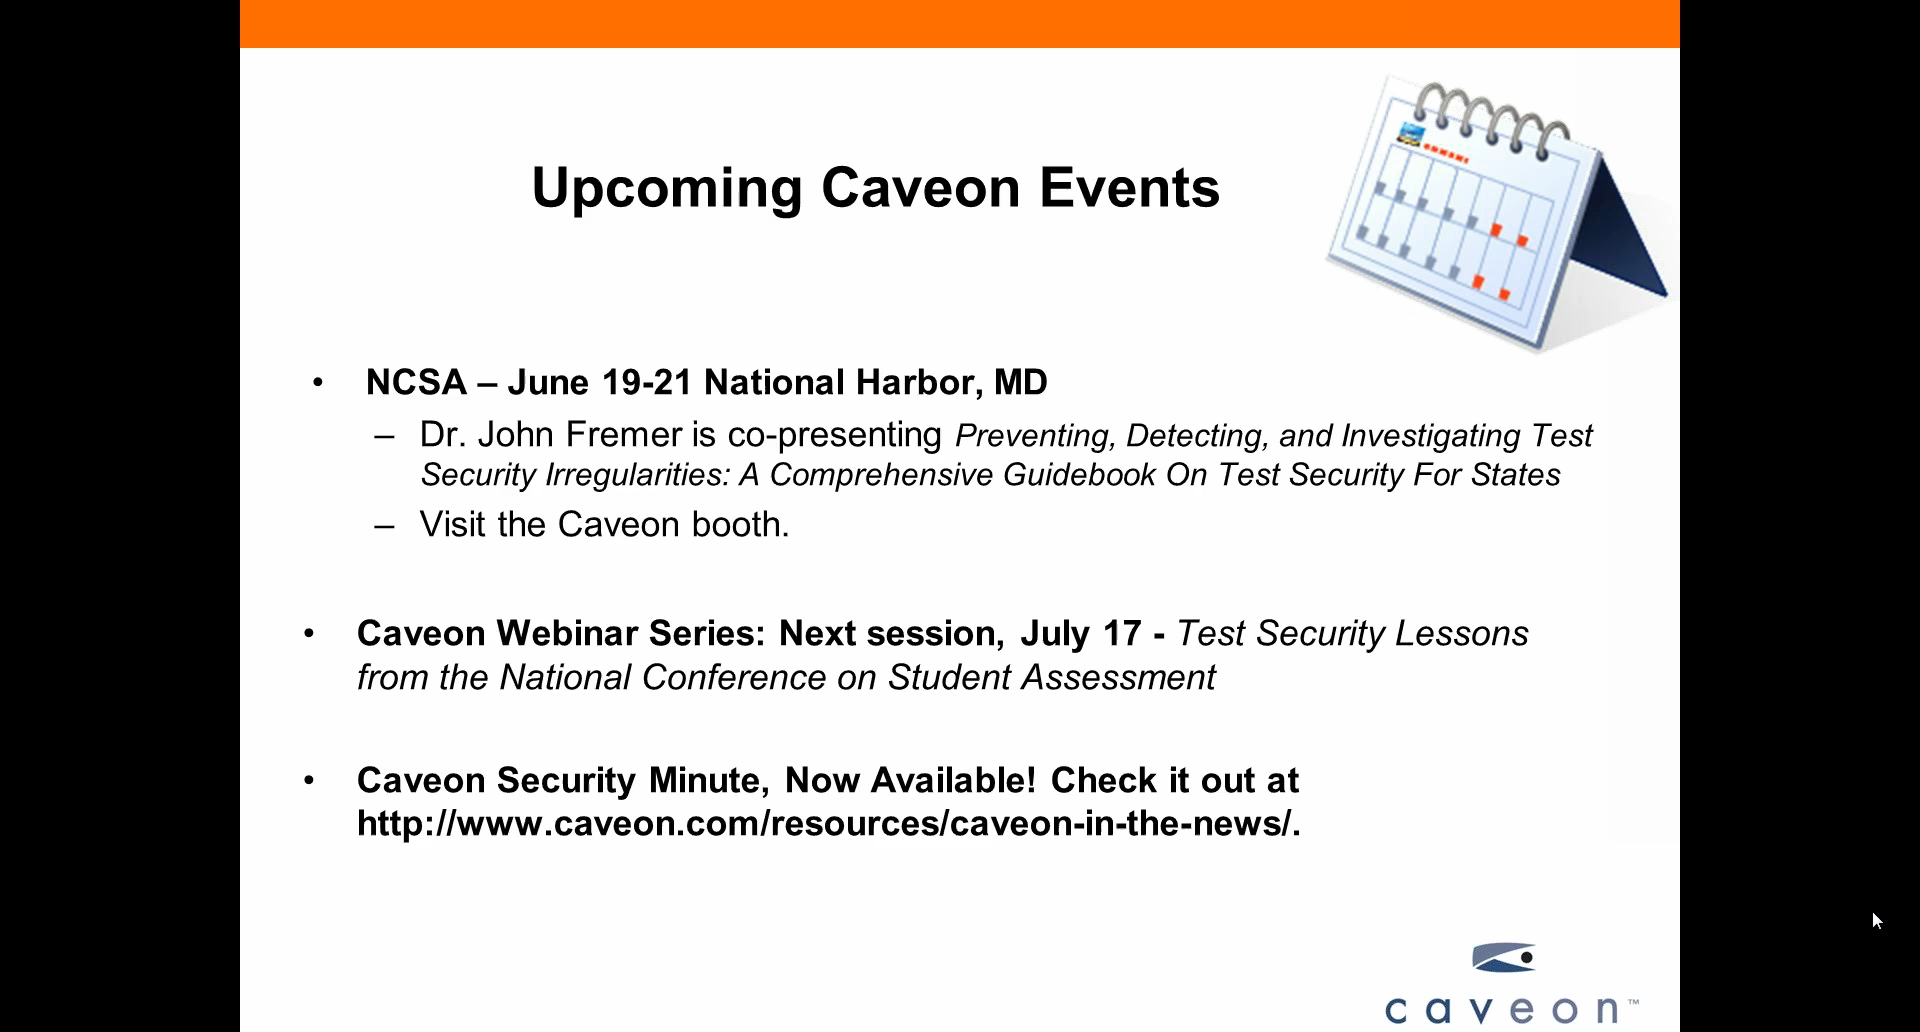 Upcoming Caveon Events
• NCSA – June 19-21 National Harbor, MD
– Dr. John Fremer is co-presenting Preventing, Detecting, and Investigating Test
Security Irregularities: A Comprehensive Guidebook On Test Security For States
– Visit the Caveon booth.
• Caveon Webinar Series: Next session, July 17 - Test Security Lessons
from the National Conference on Student Assessment
• Caveon Security Minute, Now Available! Check it out at
http://www.caveon.com/resources/caveon-in-the-news/.
caveon™